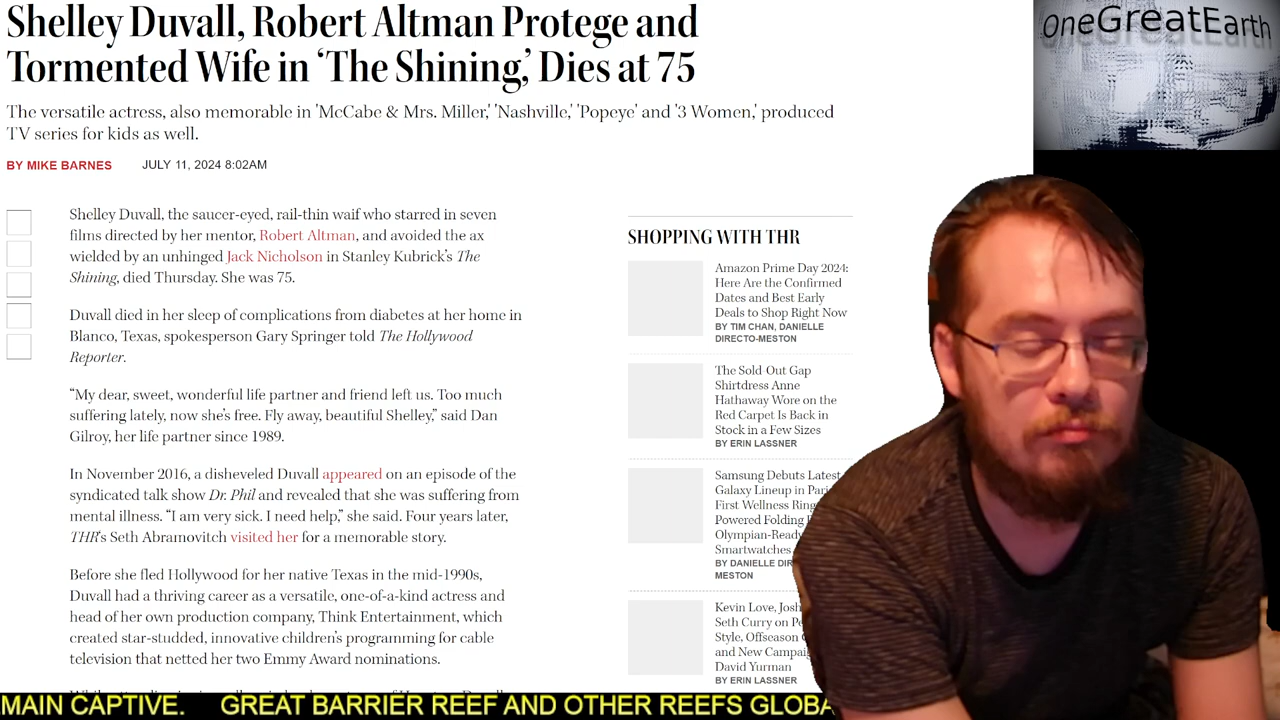 Shelley Duvall, Robert Altman Protege and
Tormented Wife in ‘The Shining,’ Dies at 75
The versatile actress, also memorable in 'McCabe & Mrs. Miller,' 'Nashville,' 'Popeye' and '3 Women,' produced
TV series for kids as well.
BY MIKE BARNES JULY 11, 2024 8:02AM
Shelley Duvall, the saucer-eyed, rail-thin waif who starred in seven
films directed by her mentor, Robert Altman, and avoided the ax
wielded by an unhinged Jack Nicholson in Stanley Kubrick’s The
Shining, died Thursday. She was 75.
Duvall died in her sleep of complications from diabetes at her home in
Blanco, Texas, spokesperson Gary Springer told The Hollywood
Reporter.
“My dear, sweet, wonderful life partner and friend left us. Too much
suffering lately, now she’s free. Fly away, beautiful Shelley,” said Dan
Gilroy, her life partner since 1989.
In November 2016, a disheveled Duvall appeared on an episode of the
syndicated talk show Dr. Phil and revealed that she was suffering from
mental illness. “I am very sick. I need help,” she said. Four years later,
THR’s Seth Abramovitch visited her for a memorable story.
Before she fled Hollywood for her native Texas in the mid-1990s,
Duvall had a thriving career as a versatile, one-of-a-kind actress and
head of her own production company, Think Entertainment, which
created star-studded, innovative children’s programming for cable
television that netted her two Emmy Award nominations.
SHOPPING WITH THR
Amazon Prime Day 2024:
Here Are the Confirmed
Dates and Best Early
Deals to Shop Right Now
BY TIM CHAN, DANIELLE
DIRECTO-MESTON
The Sold-Out Gap
Shirtdress Anne
Hathaway Wore on the
Red Carpet Is Back in
Stock in a Few Sizes
BY ERIN LASSNER
Samsung Debuts Latest
Galaxy Lineup in Pari
First Wellness Ring
Powered Folding
Olympian-Ready
Smartwatches
BY DANIELLE DIR
MESTON
Kevin Love, Josh
Seth Curry on Pe
Style, Offseason
and New Campaig
David Yurman
BY ERIN LASSNER
OneGreatEarth
MAIN CAPTIVE. GREAT BARRIER REEF AND OTHER REEFS GLOBA